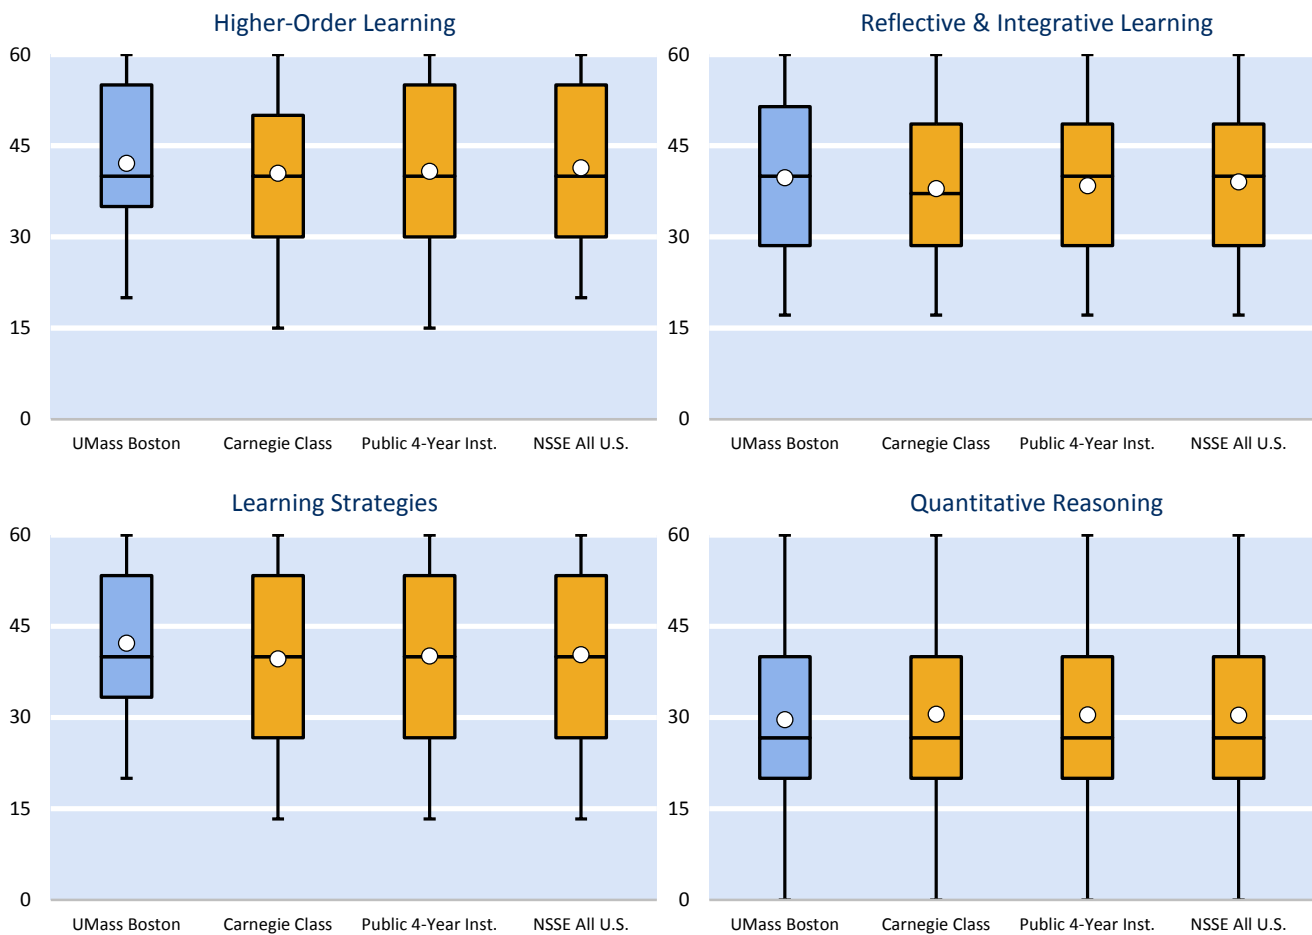 Higher-Order Learning
60
45
30
15
0
UMass Boston Carnegie Class Public 4-Year Inst. NSSE All U.S.
Reflective & Integrative Learning
60
45
30
15
0
UMass Boston Carnegie Class Public 4-Year Inst. NSSE All U.S.
Learning Strategies
60
45
30
15
0
UMass Boston Carnegie Class Public 4-Year Inst. NSSE All U.S.
Quantitative Reasoning
60
45
30
15
0
UMass Boston Carnegie Class Public 4-Year Inst. NSSE All U.S.